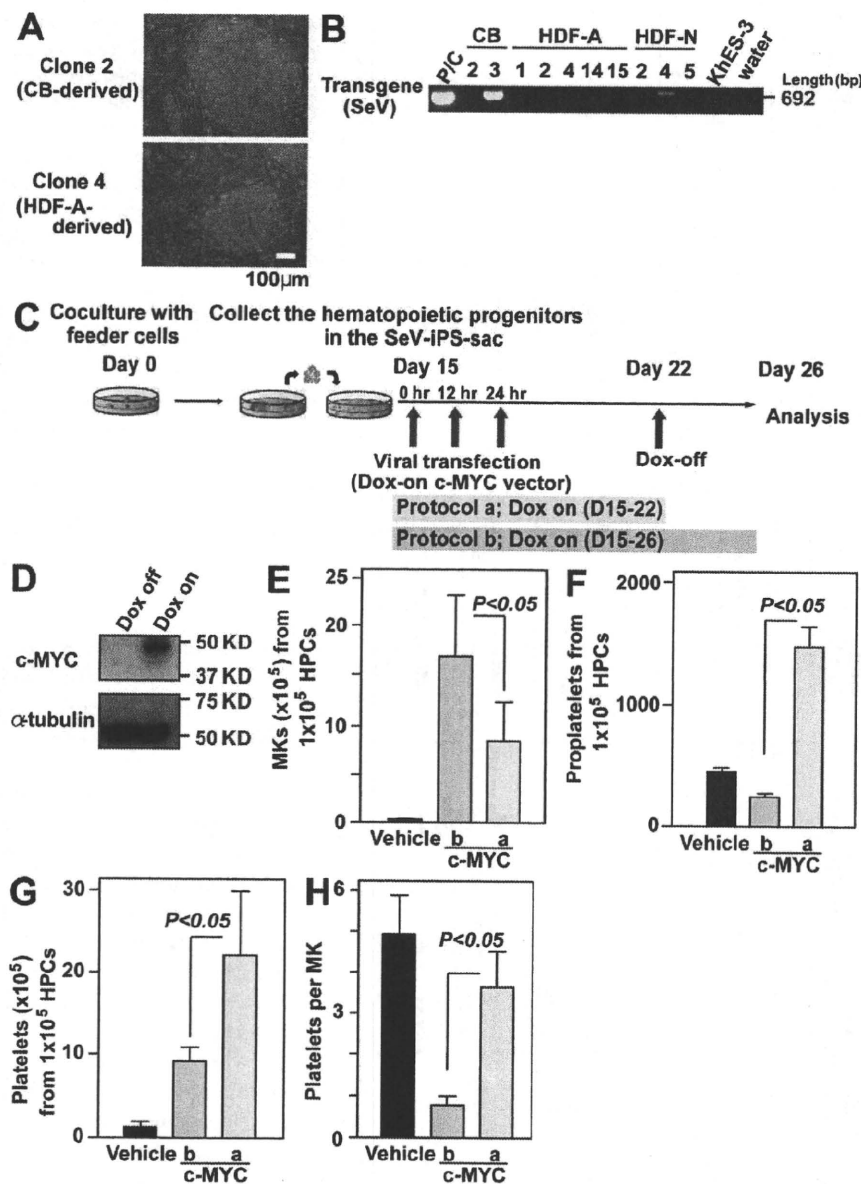 A
Clone 2
(CB-derived)
Clone 4
(HDF-A-
derived)
100μm
B
CB HDF-A HDF-N
P/C 2 3 1 2 4 14 15 2 4 5 KhES-3 water
Transgene
(SeV)
Length (bp)
692
C
Coculture with
feeder cells
Collect the hematopoietic progenitors
in the SeV-iPS-sac
Day 0
Day 15
Day 22
Day 26
0 hr 12 hr 24 hr
Analysis
Viral transfection
(Dox-on c-MYC vector)
Dox-off
Protocol a; Dox on (D15-22)
Protocol b; Dox on (D15-26)
D
Dox off
Dox on
c-MYC
50 KD
37 KD
α-tubulin
75 KD
50 KD
E
MKs (x10⁵) from
1x10⁵ HPCs
25
20
15
10
5
0
P<0.05
Vehicle b a
c-MYC
F
Proplatelets from
1x10⁵ HPCs
2000
1000
0
P<0.05
Vehicle b a
c-MYC
G
Platelets (x10⁵)
from 1x10⁵ HPCs
30
20
10
0
P<0.05
Vehicle b a
c-MYC
H
Platelets per MK
6
3
0
P<0.05
Vehicle b a
c-MYC